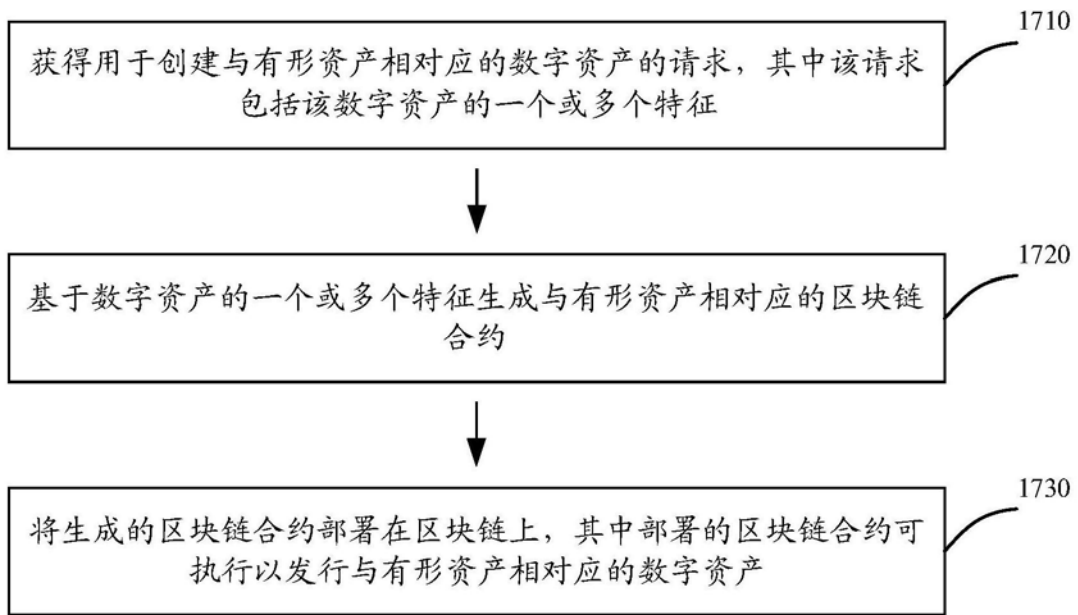 1710
获得用于创建与有形资产相对应的数字资产的请求，其中该请求
包括该数字资产的一个或多个特征
1720
基于数字资产的一个或多个特征生成与有形资产相对应的区块链
合约
1730
将生成的区块链合约部署在区块链上，其中部署的区块链合约可
执行以发行与有形资产相对应的数字资产